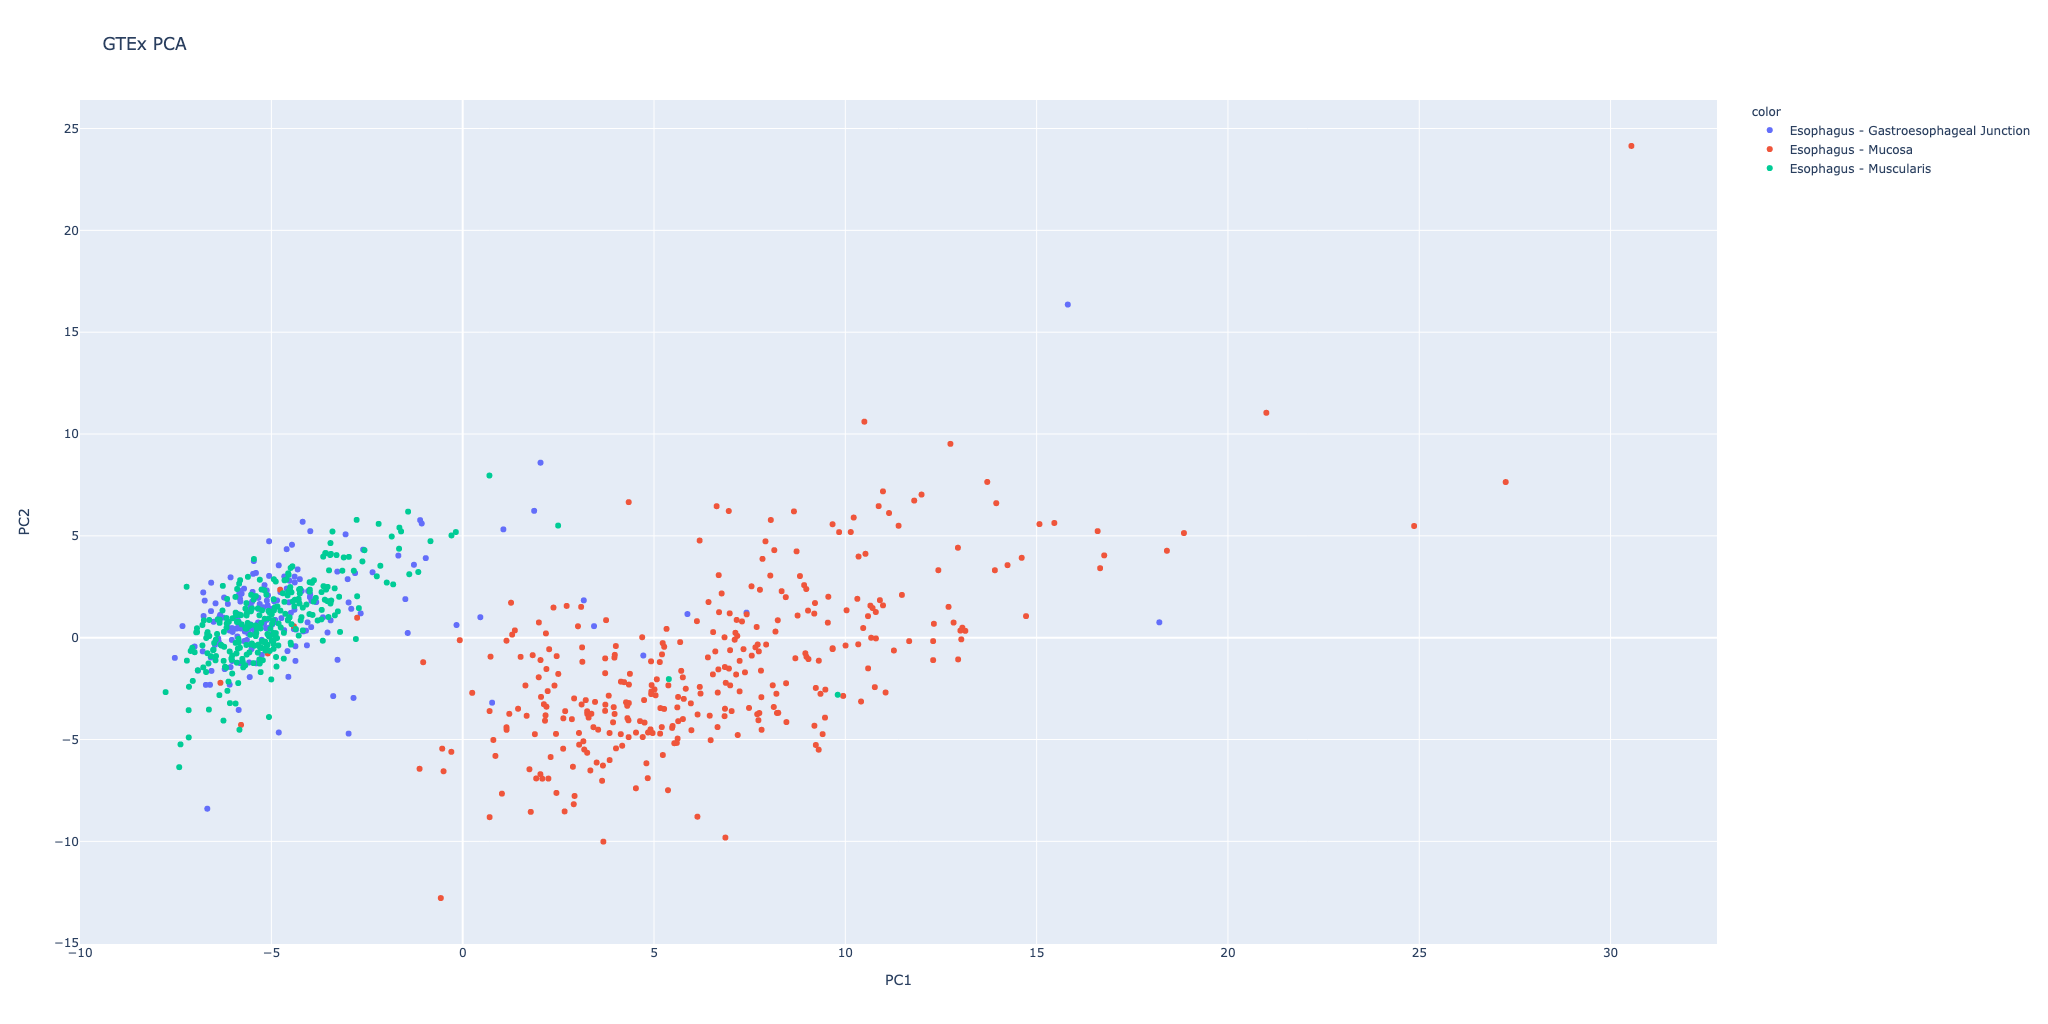 GTEx PCA
color
Esophagus - Gastroesophageal Junction
Esophagus - Mucosa
Esophagus - Muscularis
25
20
15
10
5
0
−5
−10
−15
PC2
−10 −5 0 5 10 15 20 25 30
PC1